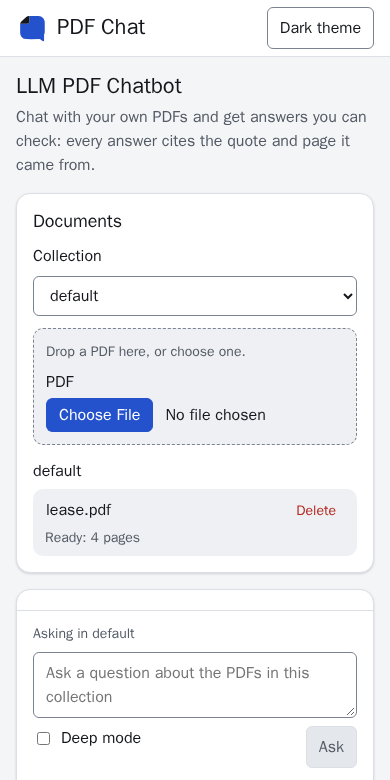 PDF Chat
Dark theme
LLM PDF Chatbot
Chat with your own PDFs and get answers you can
check: every answer cites the quote and page it
came from.
Documents
Collection
default
Drop a PDF here, or choose one.
PDF
Choose File No file chosen
default
lease.pdf
Delete
Ready: 4 pages
Asking in default
Ask a question about the PDFs in this
collection
Deep mode
Ask